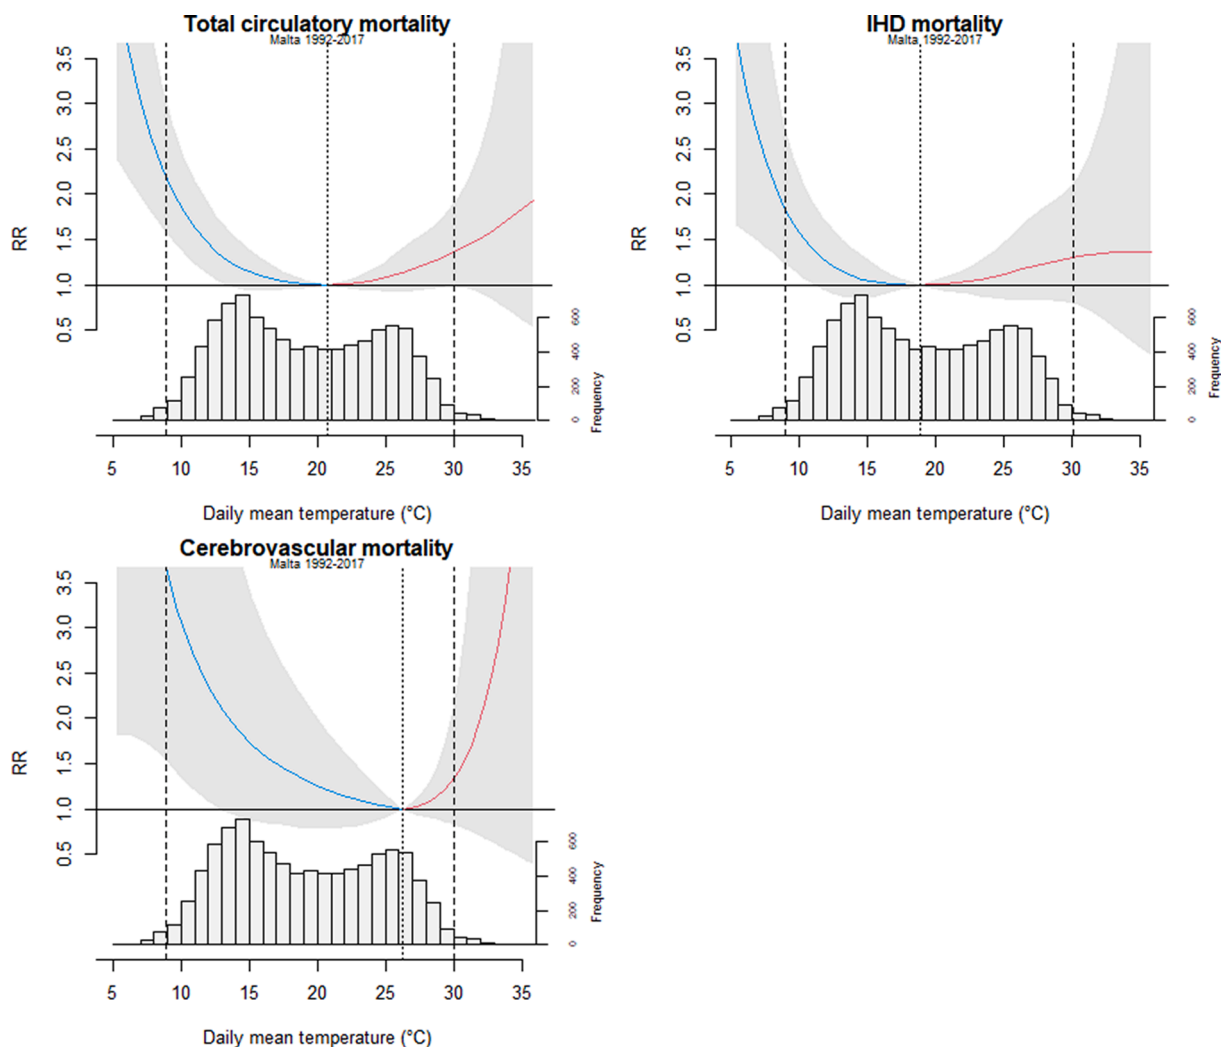 Total circulatory mortality
Malta 1992-2017
RR
3.5
3.0
2.5
2.0
1.5
1.0
0.5
600
400
200
0
Frequency
5 10 15 20 25 30 35
Daily mean temperature (°C)
IHD mortality
Malta 1992-2017
RR
3.5
3.0
2.5
2.0
1.5
1.0
0.5
600
400
200
0
Frequency
5 10 15 20 25 30 35
Daily mean temperature (°C)
Cerebrovascular mortality
Malta 1992-2017
RR
3.5
3.0
2.5
2.0
1.5
1.0
0.5
600
400
200
0
Frequency
5 10 15 20 25 30 35
Daily mean temperature (°C)